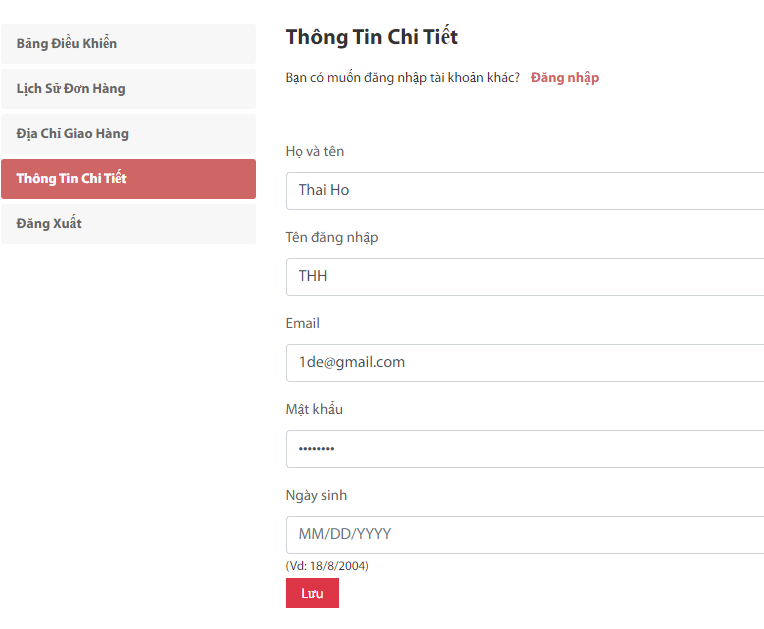 Bảng Điều Khiển
Lịch Sử Đơn Hàng
Địa Chỉ Giao Hàng
Thông Tin Chi Tiết
Đăng Xuất
Thông Tin Chi Tiết
Bạn có muốn đăng nhập tài khoản khác? Đăng nhập
Họ và tên
Thai Ho
Tên đăng nhập
THH
Email
1de@gmail.com
Mật khẩu
••••••••
Ngày sinh
MM/DD/YYYY
(Vd: 18/8/2004)
Lưu